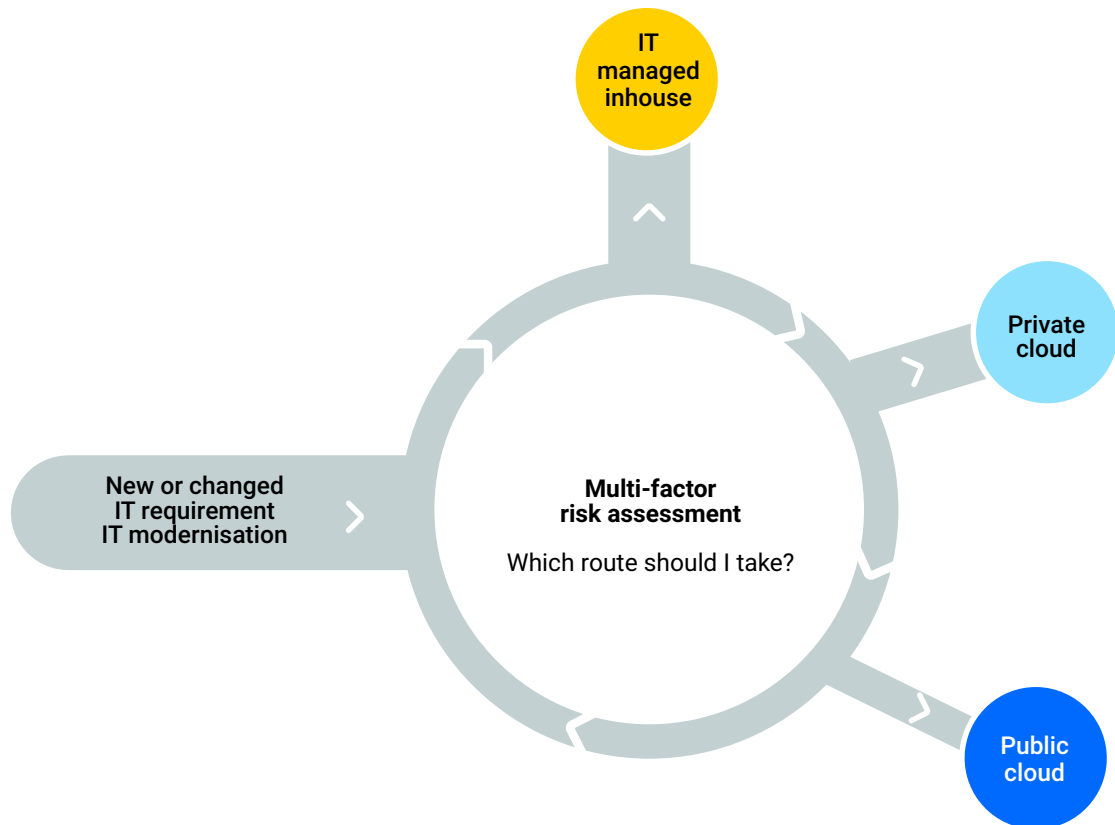 IT
managed
inhouse
Private
cloud
New or changed
IT requirement
IT modernisation
Multi-factor
risk assessment
Which route should I take?
Public
cloud